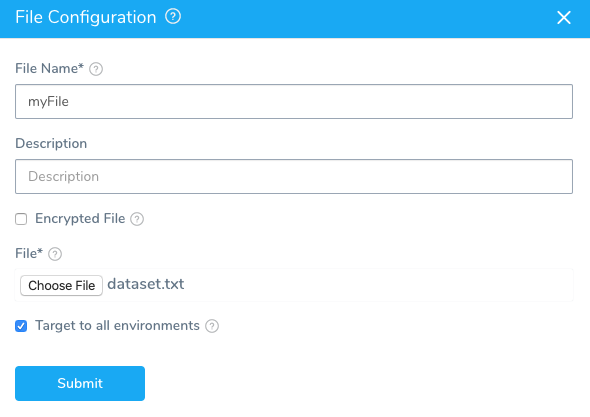 File Configuration ?
File Name* ?
myFile
Description
Description
Encrypted File ?
File* ?
Choose File dataset.txt
Target to all environments ?
Submit